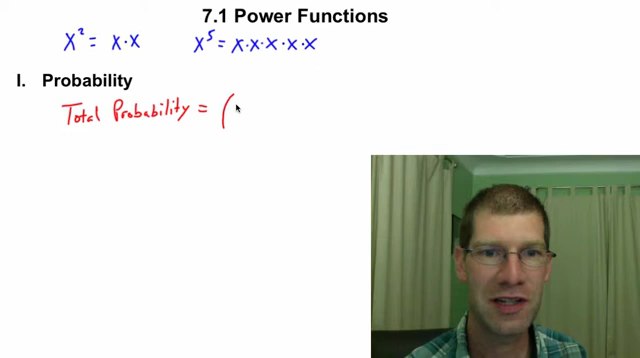 7.1 Power Functions
x² = x·x x⁵ = x·x·x·x·x
I. Probability
Total Probability = (